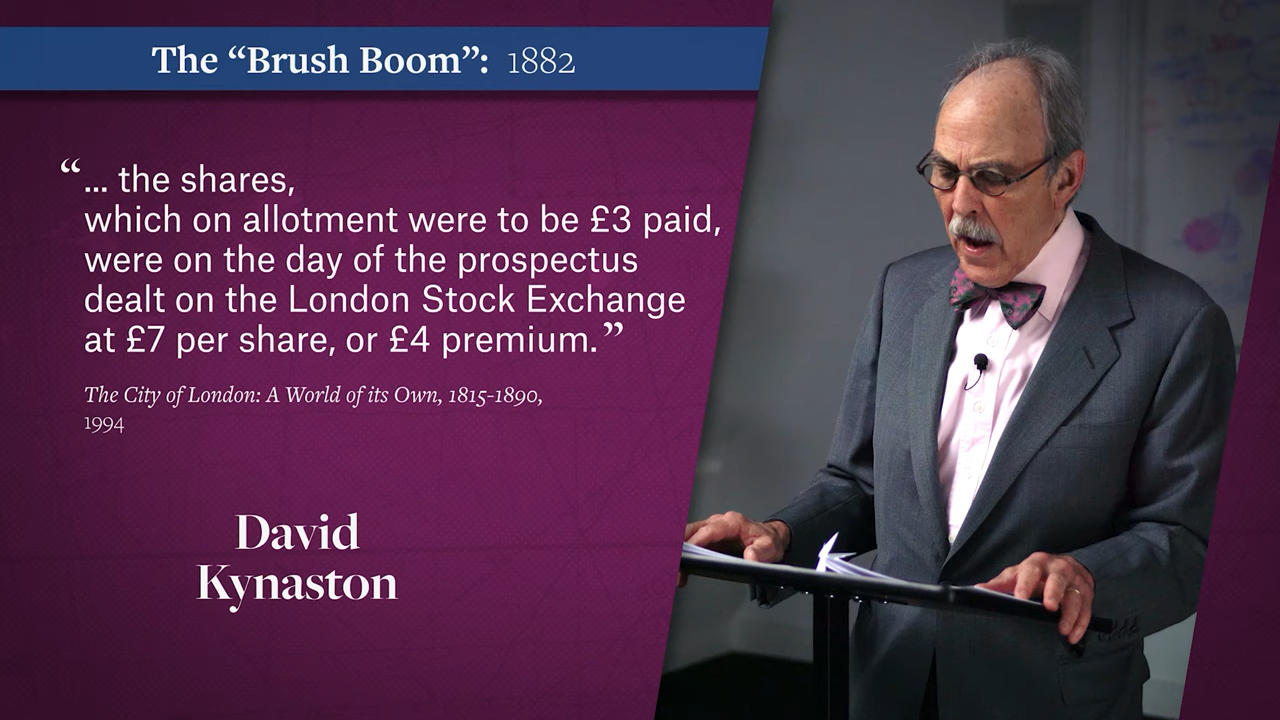 The “Brush Boom”: 1882
“... the shares,
which on allotment were to be £3 paid,
were on the day of the prospectus
dealt on the London Stock Exchange
at £7 per share, or £4 premium.”
The City of London: A World of its Own, 1815-1890,
1994
David
Kynaston